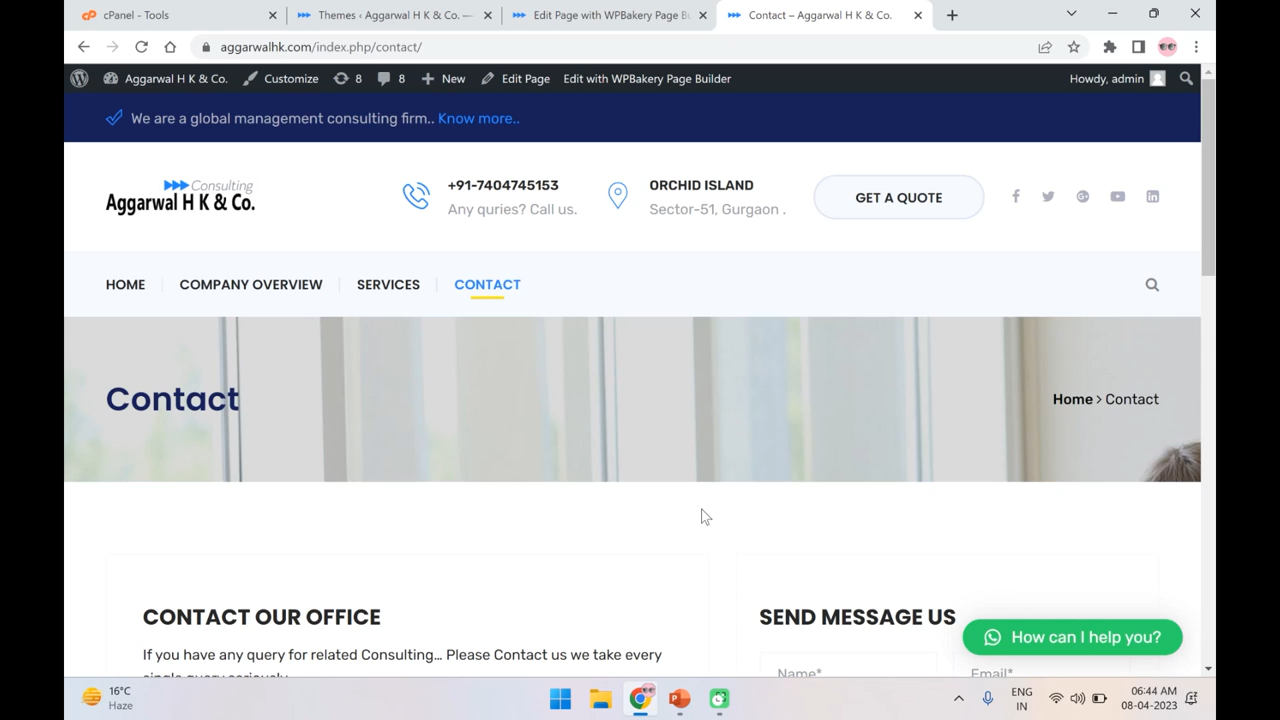 cPanel - Tools
Themes ‹ Aggarwal H K & Co. —
Edit Page with WPBakery Page Bu
Contact – Aggarwal H K & Co.
aggarwalhk.com/index.php/contact/
Aggarwal H K & Co.
Customize
8
8
New
Edit Page
Edit with WPBakery Page Builder
Howdy, admin
We are a global management consulting firm.. Know more..
Consulting
Aggarwal H K & Co.
+91-7404745153
Any quries? Call us.
ORCHID ISLAND
Sector-51, Gurgaon .
GET A QUOTE
HOME
COMPANY OVERVIEW
SERVICES
CONTACT
Contact
Home > Contact
CONTACT OUR OFFICE
If you have any query for related Consulting… Please Contact us we take every
single query seriously
SEND MESSAGE US
Name*
Email*
How can I help you?
16°C
Haze
ENG
IN
06:44 AM
08-04-2023